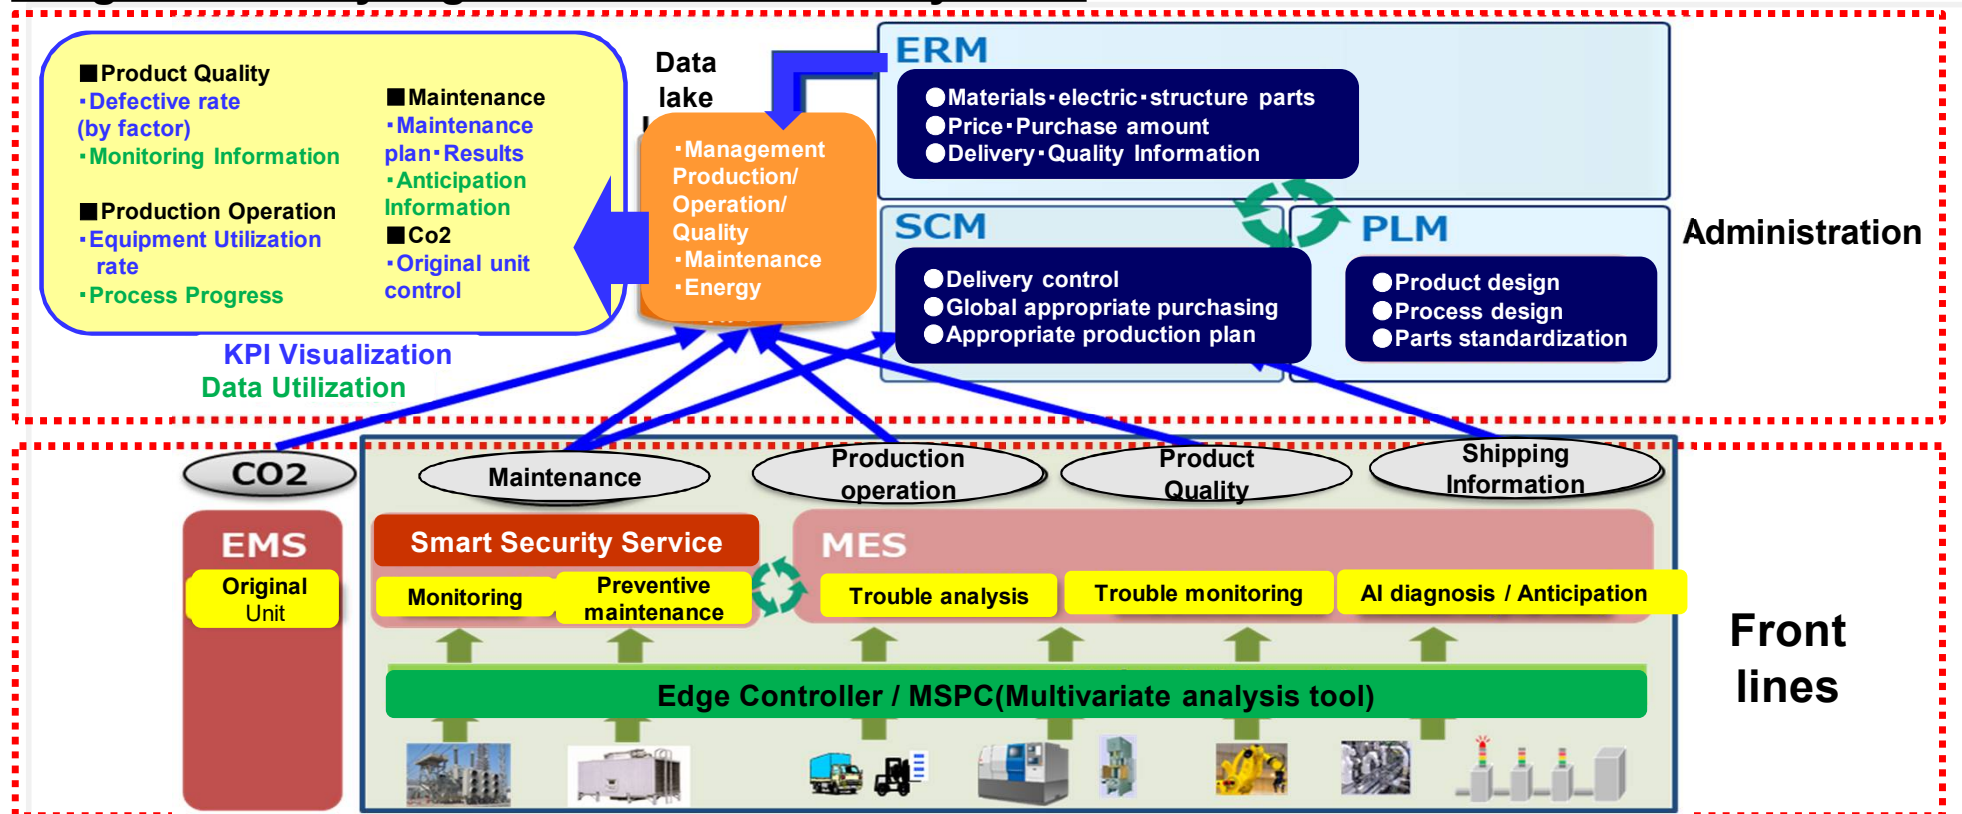 ■Product Quality
・Defective rate
(by factor)
・Monitoring Information
■Production Operation
・Equipment Utilization
rate
・Process Progress
■Maintenance
・Maintenance
plan・Results
・Anticipation
Information
■Co2
・Original unit
control
KPI Visualization
Data Utilization
Data
lake
・Management
Production/
Operation/
Quality
・Maintenance
・Energy
ERM
●Materials・electric・structure parts
●Price・Purchase amount
●Delivery・Quality Information
SCM
●Delivery control
●Global appropriate purchasing
●Appropriate production plan
PLM
●Product design
●Process design
●Parts standardization
Administration
CO2
Maintenance
Production
operation
Product
Quality
Shipping
Information
EMS
Original
Unit
Smart Security Service
Monitoring
Preventive
maintenance
MES
Trouble analysis
Trouble monitoring
AI diagnosis / Anticipation
Edge Controller / MSPC(Multivariate analysis tool)
Front
lines